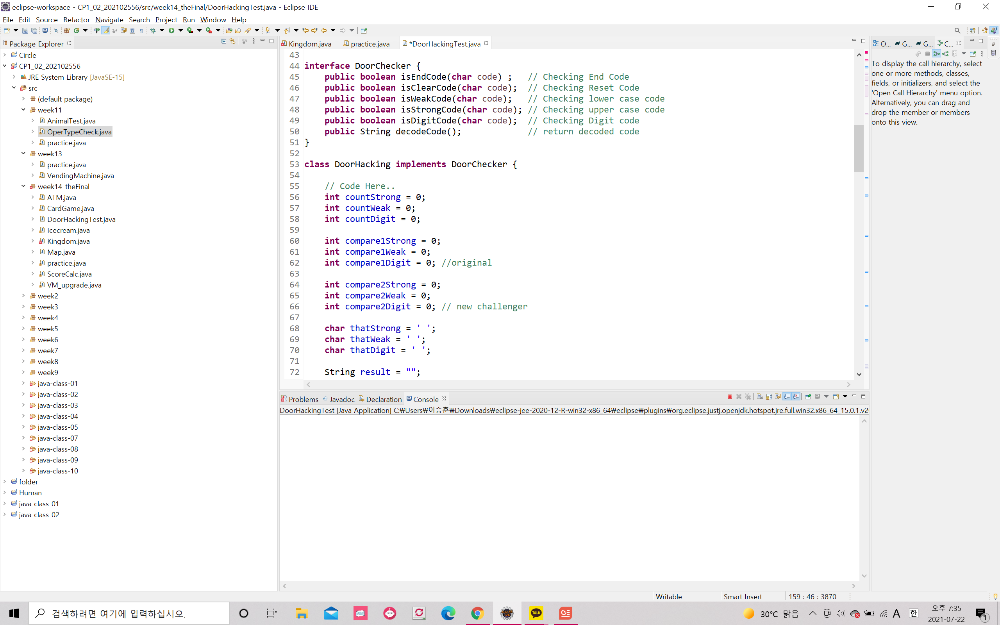 eclipse-workspace - CP1_02_202102556/src/week14_theFinal/DoorHackingTest.java - Eclipse IDE
File Edit Source Refactor Navigate Search Project Run Window Help
Package Explorer
Circle
CP1_02_202102556
JRE System Library [JavaSE-15]
src
(default package)
week11
AnimalTest.java
OperTypeCheck.java
practice.java
week13
practice.java
VendingMachine.java
week14_theFinal
ATM.java
CardGame.java
DoorHackingTest.java
Icecream.java
Kingdom.java
Map.java
practice.java
ScoreCalc.java
VM_upgrade.java
week2
week3
week4
week5
week6
week7
week8
week9
java-class-01
java-class-02
java-class-03
java-class-04
java-class-05
java-class-07
java-class-08
java-class-09
java-class-10
folder
Human
java-class-01
java-class-02
Kingdom.java practice.java *DoorHackingTest.java
43
44 interface DoorChecker {
45 public boolean isEndCode(char code) ; // Checking End Code
46 public boolean isClearCode(char code); // Checking Reset Code
47 public boolean isWeakCode(char code); // Checking lower case code
48 public boolean isStrongCode(char code); // Checking upper case code
49 public boolean isDigitCode(char code); // Checking Digit code
50 public String decodeCode(); // return decoded code
51 }
52
53 class DoorHacking implements DoorChecker {
54
55 // Code Here..
56 int countStrong = 0;
57 int countWeak = 0;
58 int countDigit = 0;
59
60 int compare1Strong = 0;
61 int compare1Weak = 0;
62 int compare1Digit = 0; //original
63
64 int compare2Strong = 0;
65 int compare2Weak = 0;
66 int compare2Digit = 0; // new challenger
67
68 char thatStrong = ' ';
69 char thatWeak = ' ';
70 char thatDigit = ' ';
71
72 String result = "";
O... G... G... C...
To display the call hierarchy, select
one or more methods, classes,
fields, or initializers, and select the
'Open Call Hierarchy' menu option.
Alternatively, you can drag and
drop the member or members
onto this view.
Problems Javadoc Declaration Console
DoorHackingTest [Java Application] C:₩Users₩이승훈₩Downloads₩eclipse-jee-2020-12-R-win32-x86_64₩eclipse₩plugins₩org.eclipse.justj.openjdk.hotspot.jre.full.win32.x86_64_15.0.1.v2
Writable Smart Insert 159 : 46 : 3870
검색하려면 여기에 입력하십시오.
TALK
30°C 맑음
A 한
오후 7:35
2021-07-22
1